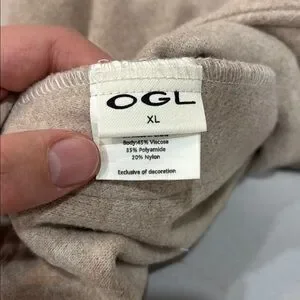 OGL
XL
Body:45% Viscose
35% Polyamide
20% Nylon
Exclusive of decoration